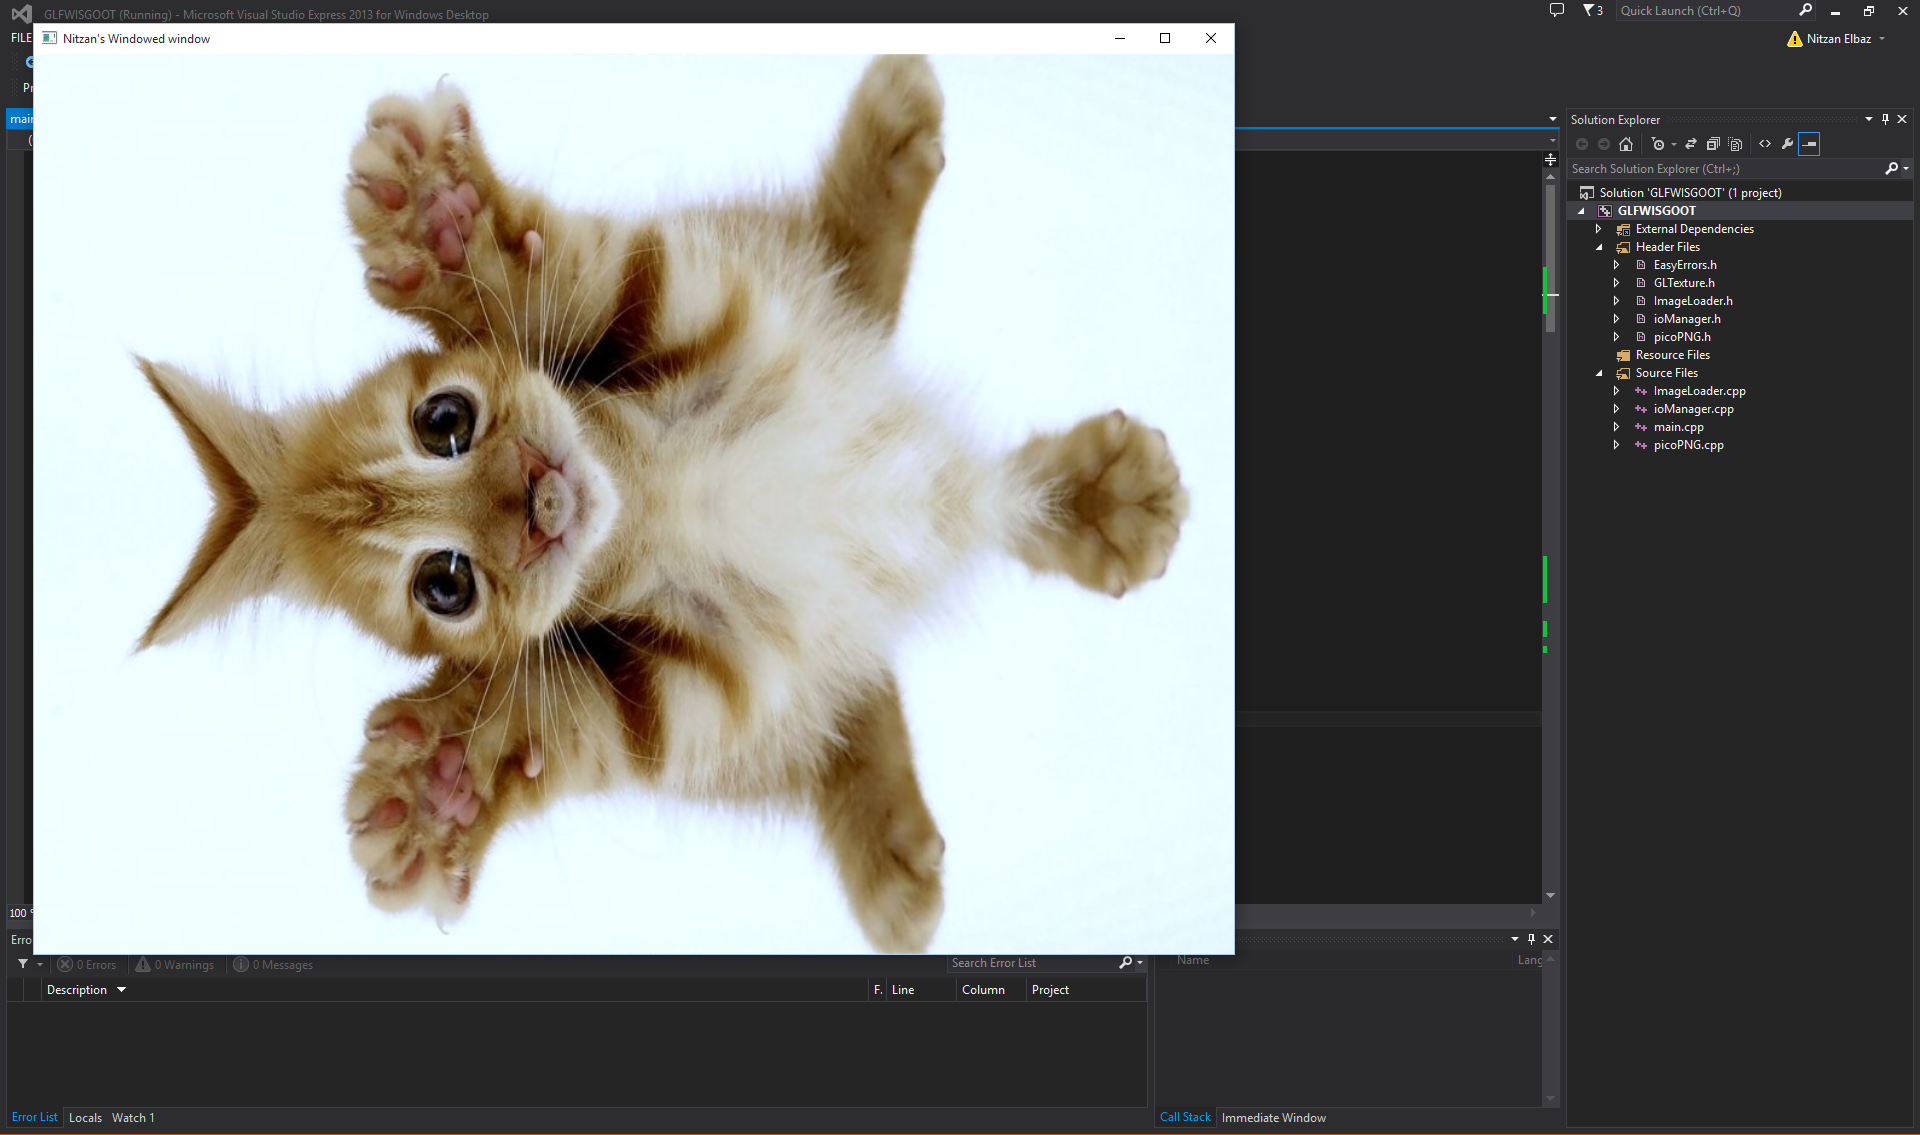 GLFWISGOOT (Running) - Microsoft Visual Studio Express 2013 for Windows Desktop
3
Quick Launch (Ctrl+Q)
FILE
Nitzan's Windowed window
Nitzan Elbaz
Solution Explorer
Search Solution Explorer (Ctrl+;)
Solution 'GLFWISGOOT' (1 project)
GLFWISGOOT
External Dependencies
Header Files
EasyErrors.h
GLTexture.h
ImageLoader.h
ioManager.h
picoPNG.h
Resource Files
Source Files
ImageLoader.cpp
ioManager.cpp
main.cpp
picoPNG.cpp
100 %
0 Errors
0 Warnings
0 Messages
Search Error List
Name
Lang
Description
F.
Line
Column
Project
Error List
Locals
Watch 1
Call Stack
Immediate Window